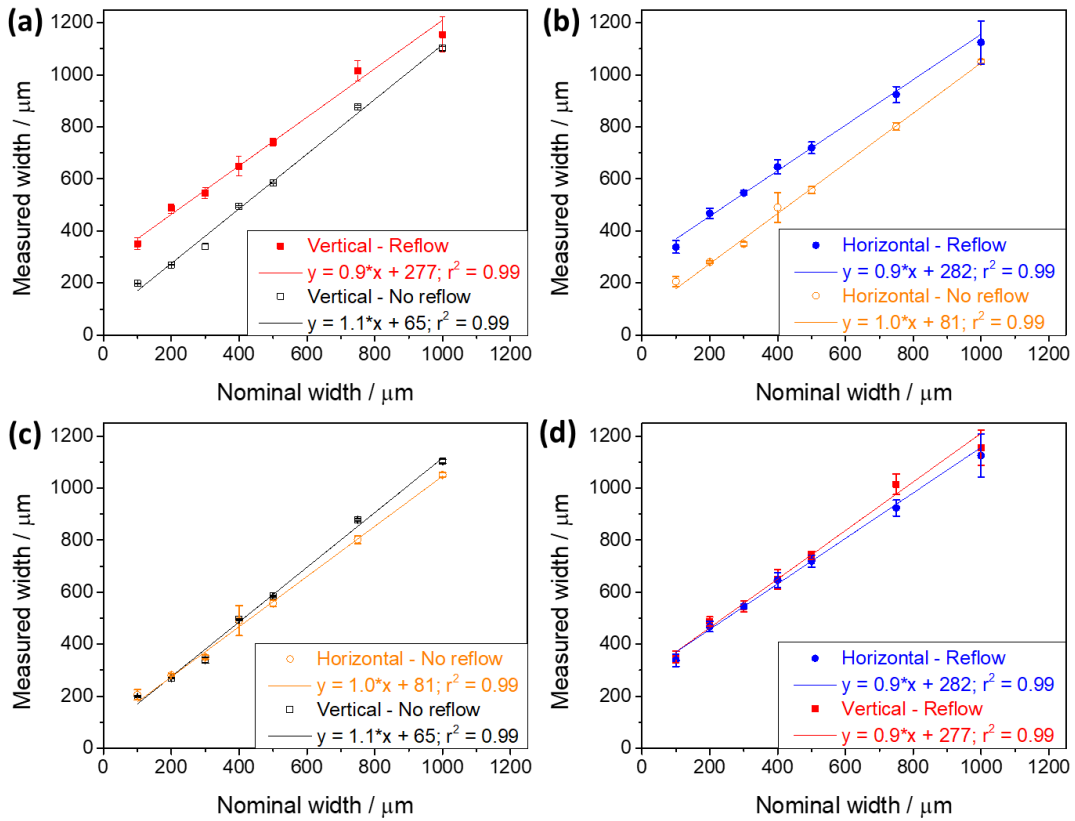 (a)
1200
1000
800
600
400
200
0
Measured width / μm
Vertical - Reflow
y = 0.9*x + 277; r² = 0.99
Vertical - No reflow
y = 1.1*x + 65; r² = 0.99
0 200 400 600 800 1000 1200
Nominal width / μm
(b)
1200
1000
800
600
400
200
0
Measured width / μm
Horizontal - Reflow
y = 0.9*x + 282; r² = 0.99
Horizontal - No reflow
y = 1.0*x + 81; r² = 0.99
0 200 400 600 800 1000 1200
Nominal width / μm
(c)
1200
1000
800
600
400
200
0
Measured width / μm
Horizontal - No reflow
y = 1.0*x + 81; r² = 0.99
Vertical - No reflow
y = 1.1*x + 65; r² = 0.99
0 200 400 600 800 1000 1200
Nominal width / μm
(d)
1200
1000
800
600
400
200
0
Measured width / μm
Horizontal - Reflow
y = 0.9*x + 282; r² = 0.99
Vertical - Reflow
y = 0.9*x + 277; r² = 0.99
0 200 400 600 800 1000 1200
Nominal width / μm